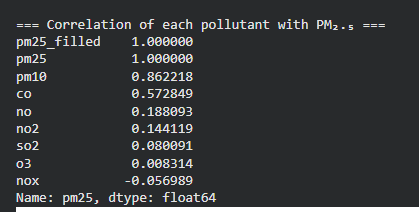 === Correlation of each pollutant with PM₂.₅ ===
pm25_filled    1.000000
pm25           1.000000
pm10           0.862218
co             0.572849
no             0.188093
no2            0.144119
so2            0.080091
o3             0.008314
nox           -0.056989
Name: pm25, dtype: float64